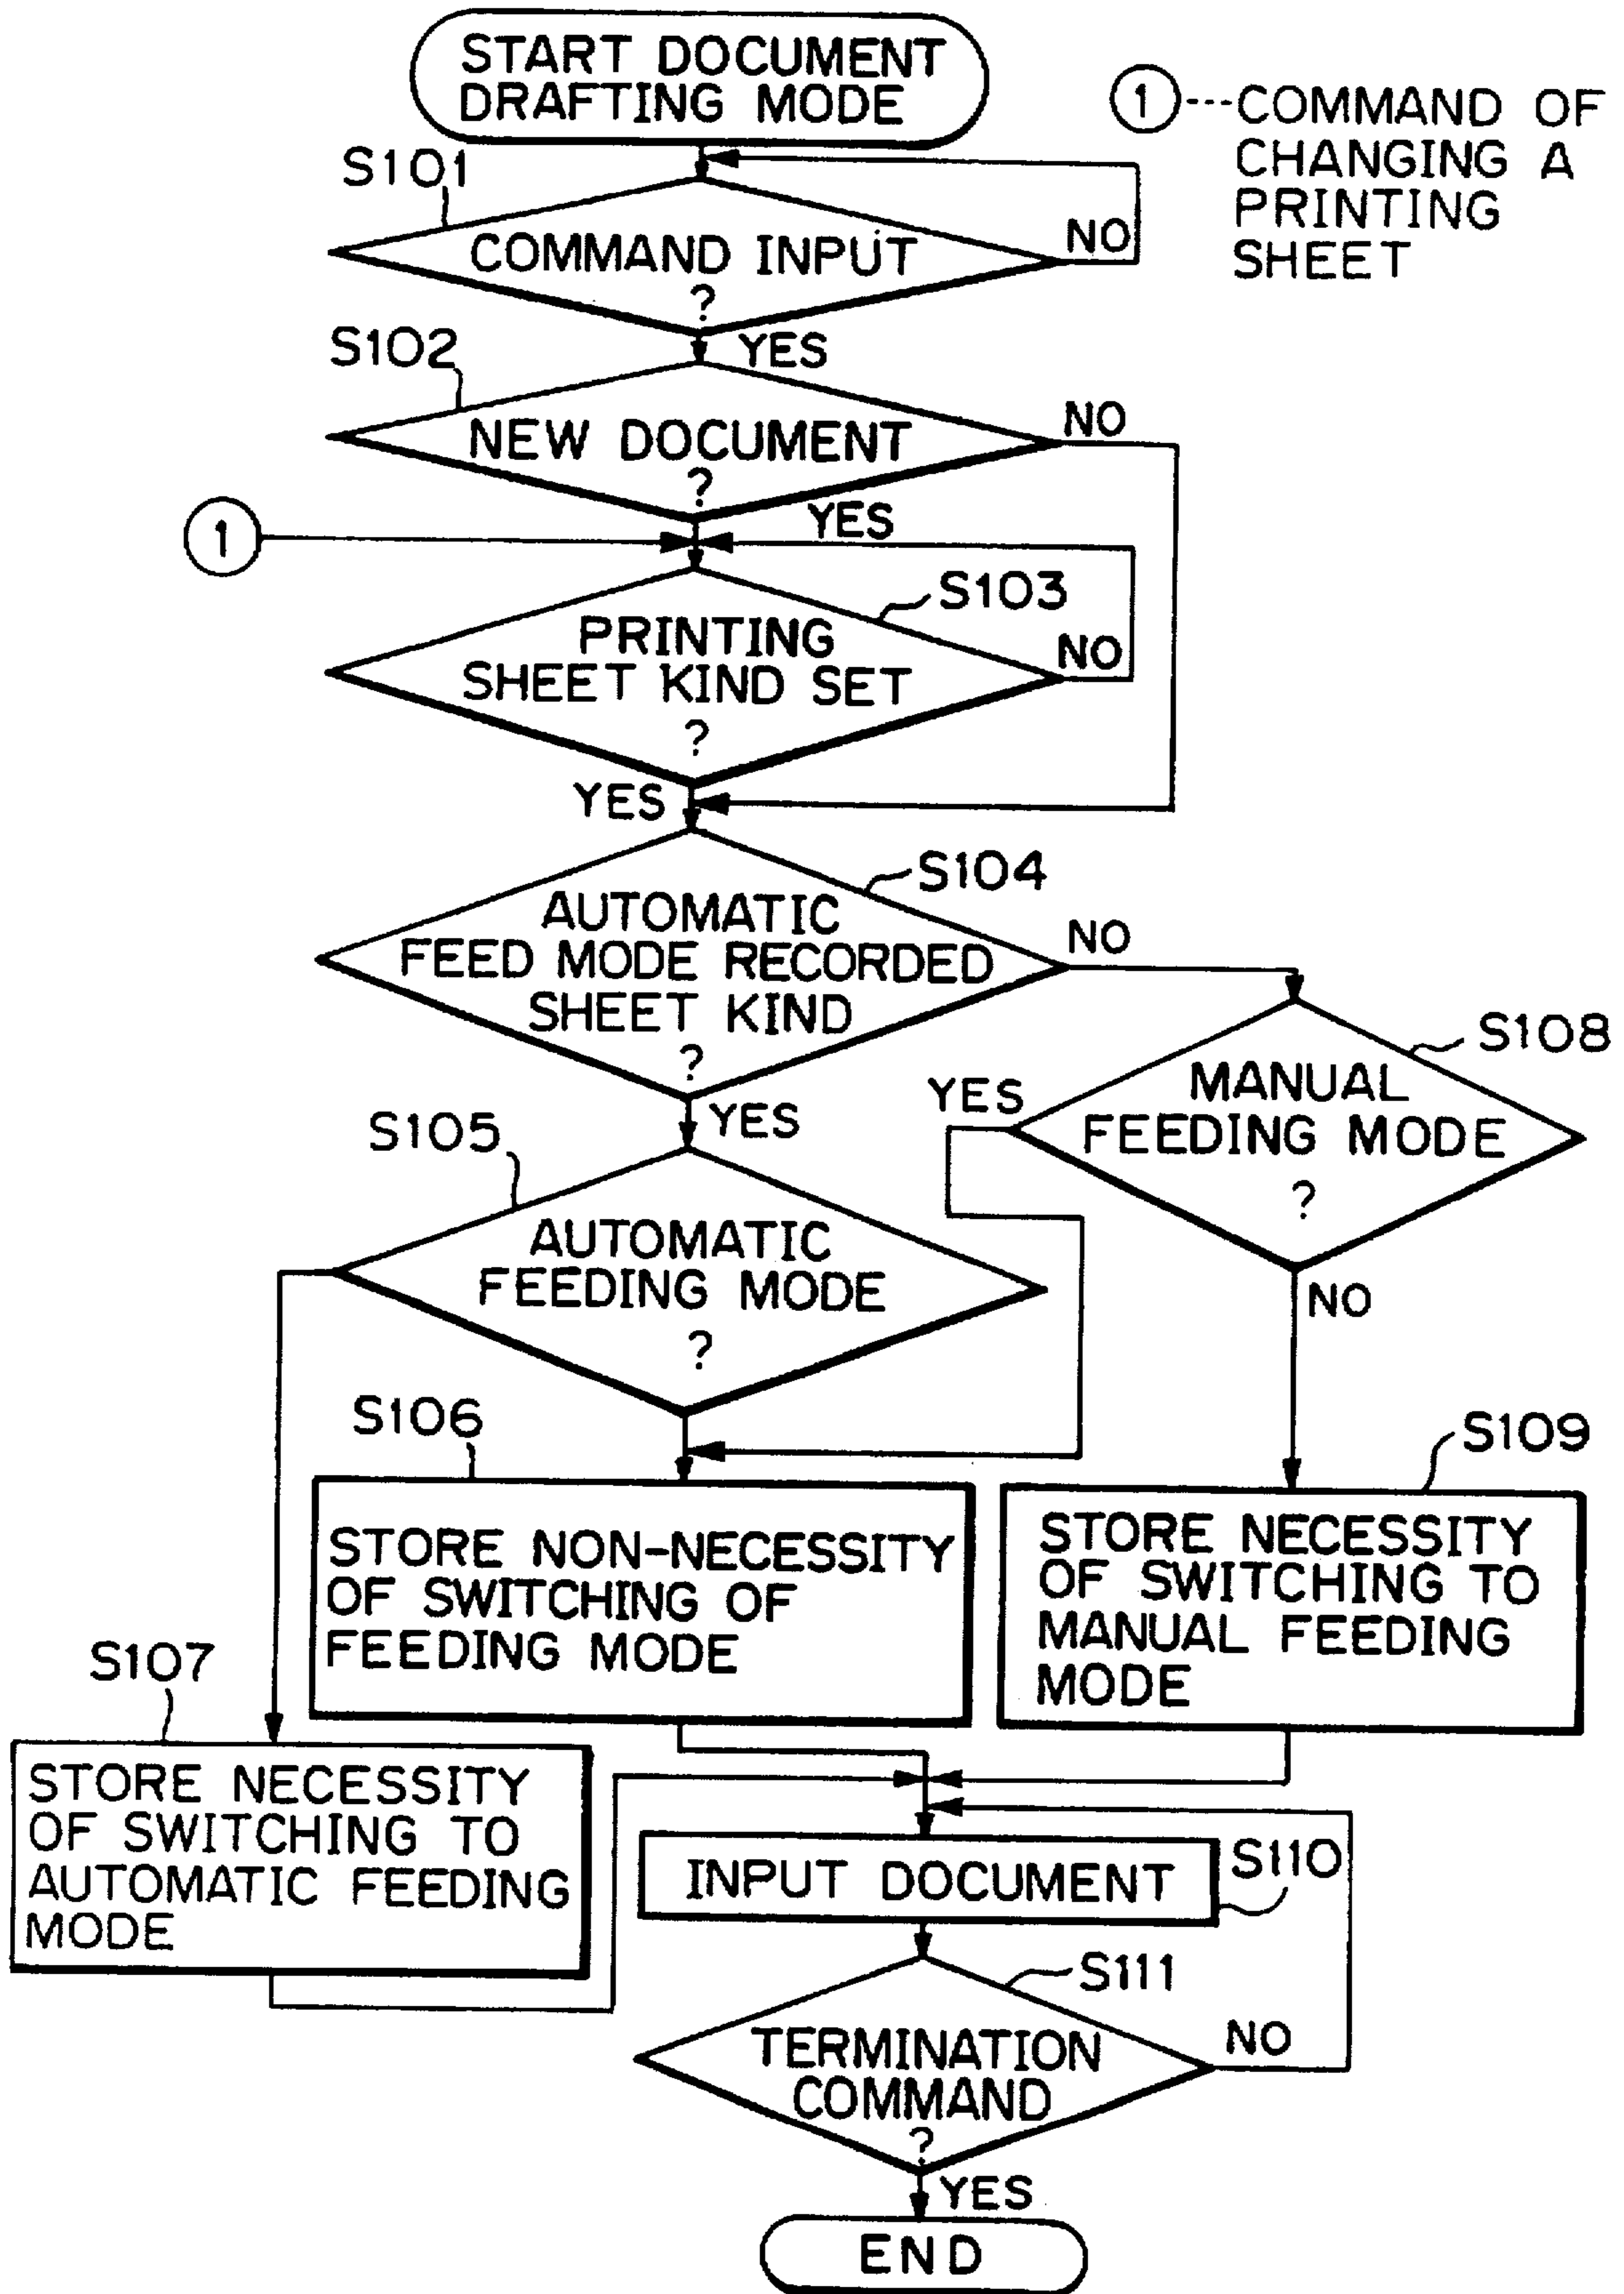 START DOCUMENT
DRAFTING MODE
1 --- COMMAND OF
CHANGING A
PRINTING
SHEET
S101
COMMAND INPUT
?
NO
YES
S102
NEW DOCUMENT
?
NO
YES
1
S103
PRINTING
SHEET KIND SET
?
NO
YES
S104
AUTOMATIC
FEED MODE RECORDED
SHEET KIND
?
NO
YES
S108
MANUAL
FEEDING MODE
?
YES
NO
S105
AUTOMATIC
FEEDING MODE
?
S106
STORE NON-NECESSITY
OF SWITCHING OF
FEEDING MODE
S109
STORE NECESSITY
OF SWITCHING TO
MANUAL FEEDING
MODE
S107
STORE NECESSITY
OF SWITCHING TO
AUTOMATIC FEEDING
MODE
INPUT DOCUMENT
S110
S111
TERMINATION
COMMAND
?
NO
YES
END